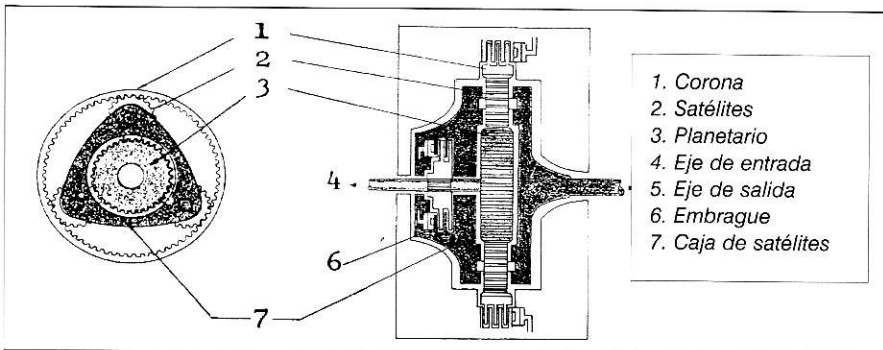 1
2
3
4
6
7
1. Corona
2. Satélites
3. Planetario
4. Eje de entrada
5. Eje de salida
6. Embrague
7. Caja de satélites